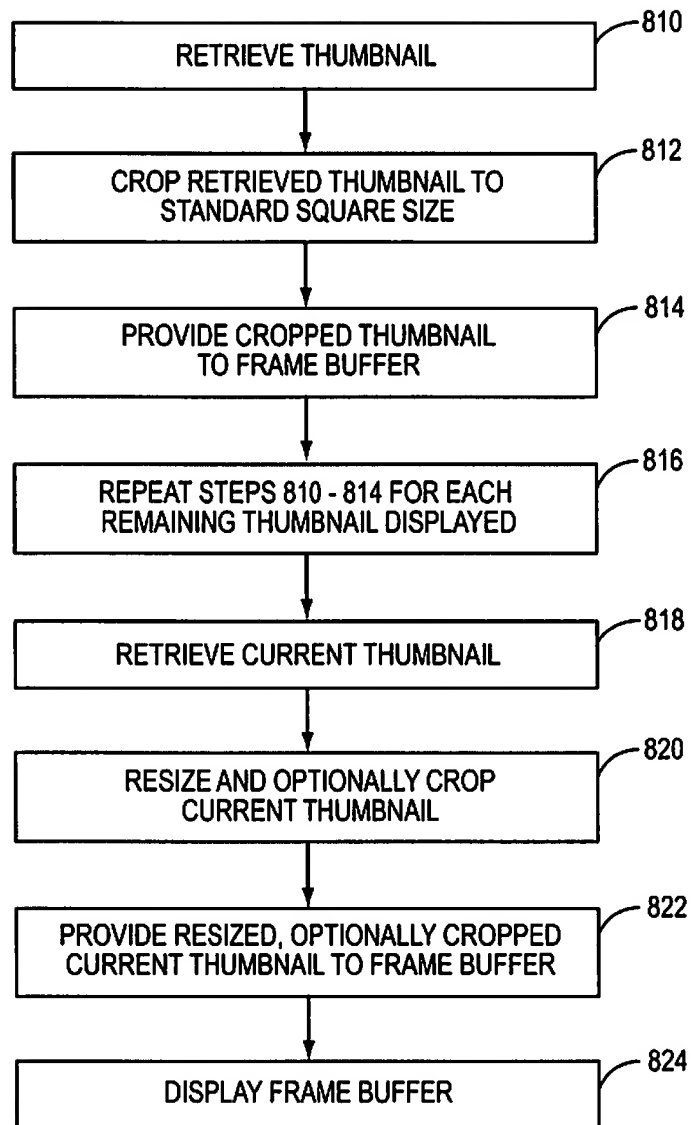 810
RETRIEVE THUMBNAIL
812
CROP RETRIEVED THUMBNAIL TO
STANDARD SQUARE SIZE
814
PROVIDE CROPPED THUMBNAIL
TO FRAME BUFFER
816
REPEAT STEPS 810 - 814 FOR EACH
REMAINING THUMBNAIL DISPLAYED
818
RETRIEVE CURRENT THUMBNAIL
820
RESIZE AND OPTIONALLY CROP
CURRENT THUMBNAIL
822
PROVIDE RESIZED, OPTIONALLY CROPPED
CURRENT THUMBNAIL TO FRAME BUFFER
824
DISPLAY FRAME BUFFER